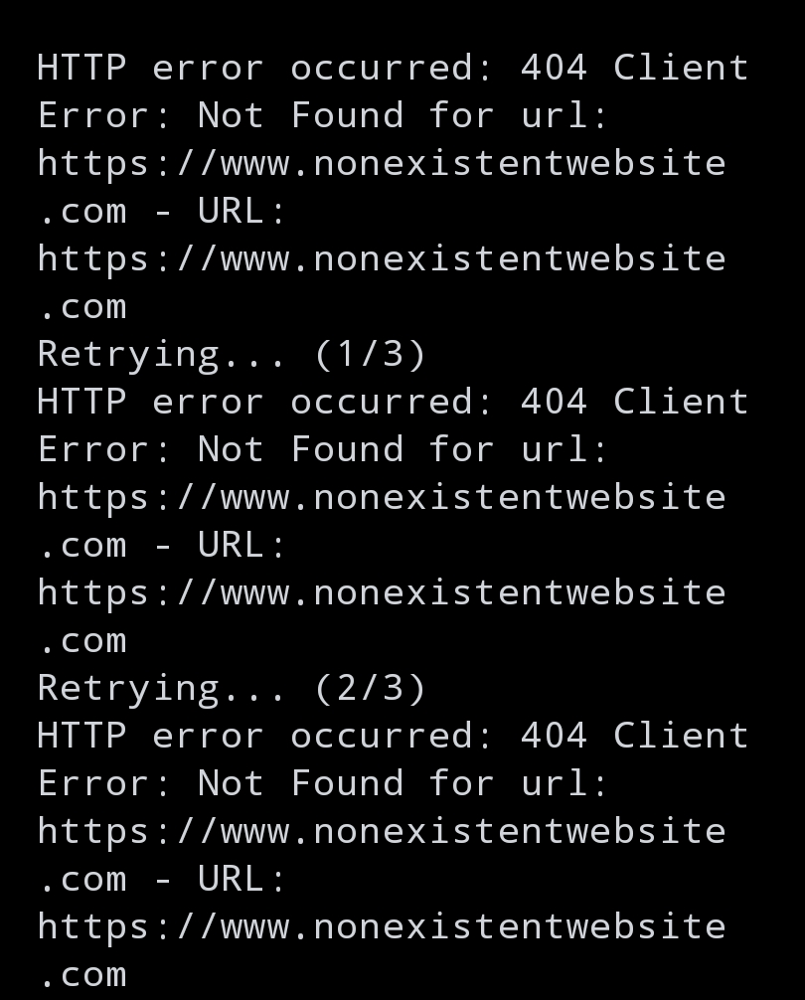 HTTP error occurred: 404 Client
Error: Not Found for url:
https://www.nonexistentwebsite
.com - URL:
https://www.nonexistentwebsite
.com
Retrying... (1/3)
HTTP error occurred: 404 Client
Error: Not Found for url:
https://www.nonexistentwebsite
.com - URL:
https://www.nonexistentwebsite
.com
Retrying... (2/3)
HTTP error occurred: 404 Client
Error: Not Found for url:
https://www.nonexistentwebsite
.com - URL:
https://www.nonexistentwebsite
.com